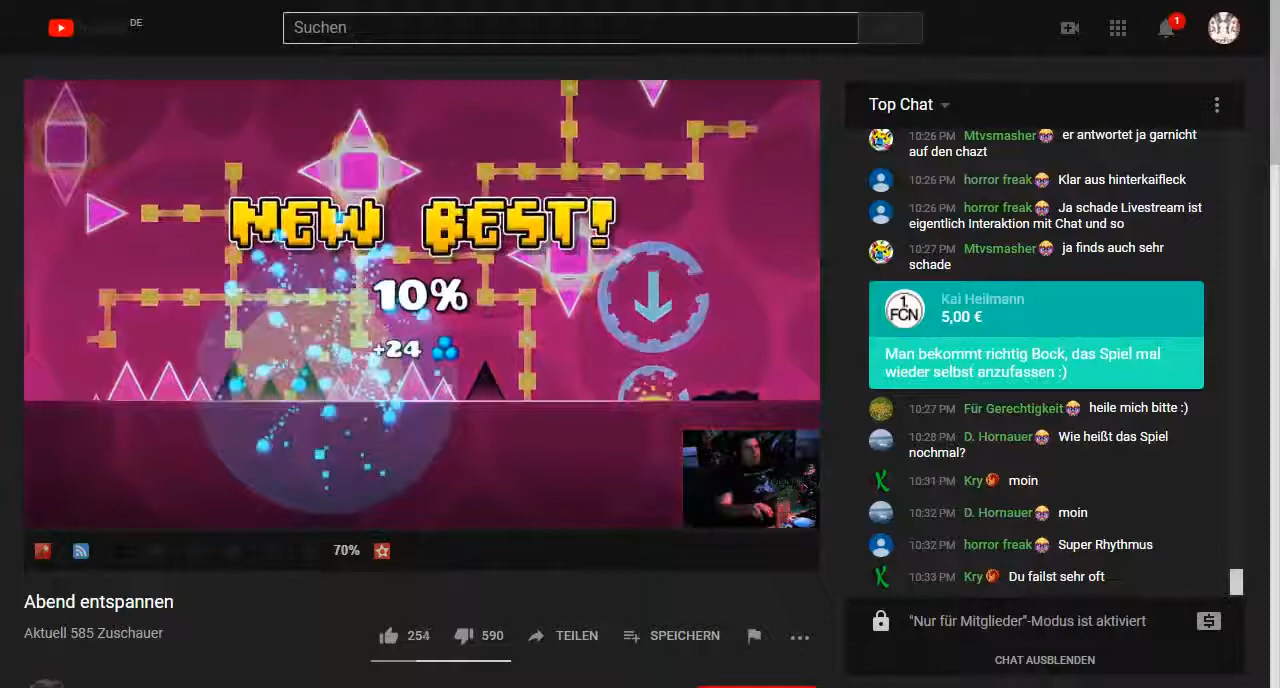 DE
Suchen
1
NEW BEST!
10%
+24
70%
Abend entspannen
Aktuell 585 Zuschauer
254
590
TEILEN
SPEICHERN
Top Chat
10:26 PM Mtvsmasher er antwortet ja garnicht
auf den chazt
10:26 PM horror freak Klar aus hinterkaifleck
10:26 PM horror freak Ja schade Livestream ist
eigentlich Interaktion mit Chat und so
10:27 PM Mtvsmasher ja finds auch sehr
schade
1.
FCN
Kai Heilmann
5,00 €
Man bekommt richtig Bock, das Spiel mal
wieder selbst anzufassen :)
10:27 PM Für Gerechtigkeit heile mich bitte :)
10:28 PM D. Hornauer Wie heißt das Spiel
nochmal?
10:31 PM Kry moin
10:32 PM D. Hornauer moin
10:32 PM horror freak Super Rhythmus
10:33 PM Kry Du failst sehr oft
"Nur für Mitglieder"-Modus ist aktiviert
CHAT AUSBLENDEN